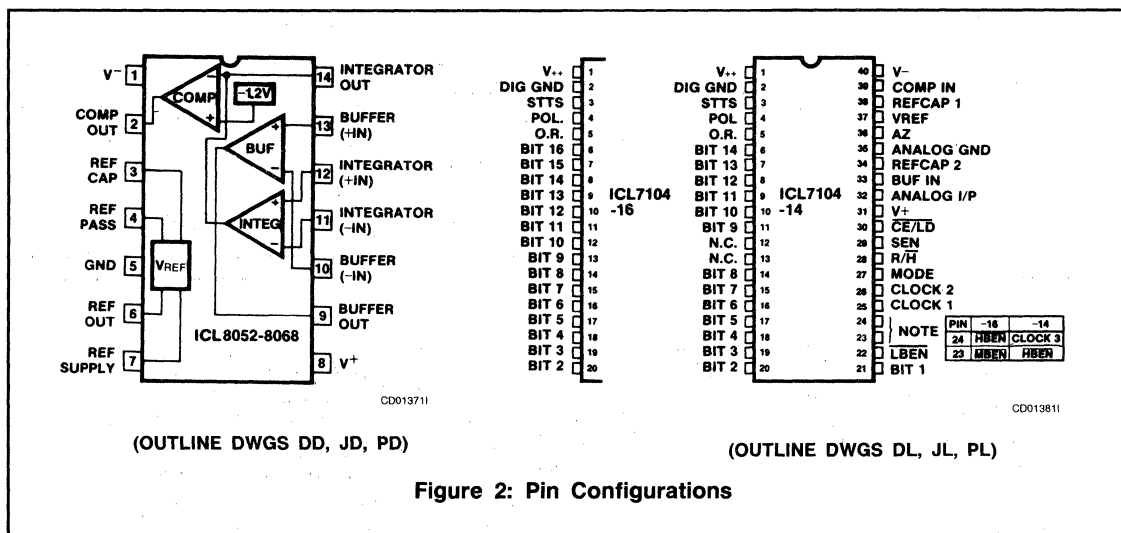 V⁻ 1
COMP OUT 2
REF CAP 3
REF PASS 4
GND 5
REF OUT 6
REF SUPPLY 7
COMP
−
+
−1.2V
BUF
+
−
INTEG
+
−
VREF
ICL8052-8068
14 INTEGRATOR OUT
13 BUFFER (+IN)
12 INTEGRATOR (+IN)
11 INTEGRATOR (−IN)
10 BUFFER (−IN)
9 BUFFER OUT
8 V⁺
CD01371I
(OUTLINE DWGS DD, JD, PD)
V++ 1
DIG GND 2
STTS 3
POL. 4
O.R. 5
BIT 16 6
BIT 15 7
BIT 14 8
BIT 13 9
BIT 12 10
BIT 11 11
BIT 10 12
BIT 9 13
BIT 8 14
BIT 7 15
BIT 6 16
BIT 5 17
BIT 4 18
BIT 3 19
BIT 2 20
ICL7104
-16
V++ 1
DIG GND 2
STTS 3
POL 4
O.R. 5
BIT 14 6
BIT 13 7
BIT 12 8
BIT 11 9
BIT 10 10
BIT 9 11
N.C. 12
N.C. 13
BIT 8 14
BIT 7 15
BIT 6 16
BIT 5 17
BIT 4 18
BIT 3 19
BIT 2 20
ICL7104
-14
40 V-
39 COMP IN
38 REFCAP 1
37 VREF
36 AZ
35 ANALOG GND
34 REFCAP 2
33 BUF IN
32 ANALOG I/P
31 V+
30 C̅E̅/̅L̅D̅
29 SEN
28 R/H̅
27 MODE
26 CLOCK 2
25 CLOCK 1
24
23
NOTE
22 L̅B̅E̅N̅
21 BIT 1
PIN -16 -14
24 H̅B̅E̅N̅ CLOCK 3
23 M̅B̅E̅N̅ H̅B̅E̅N̅
CD01381I
(OUTLINE DWGS DL, JL, PL)
Figure 2: Pin Configurations